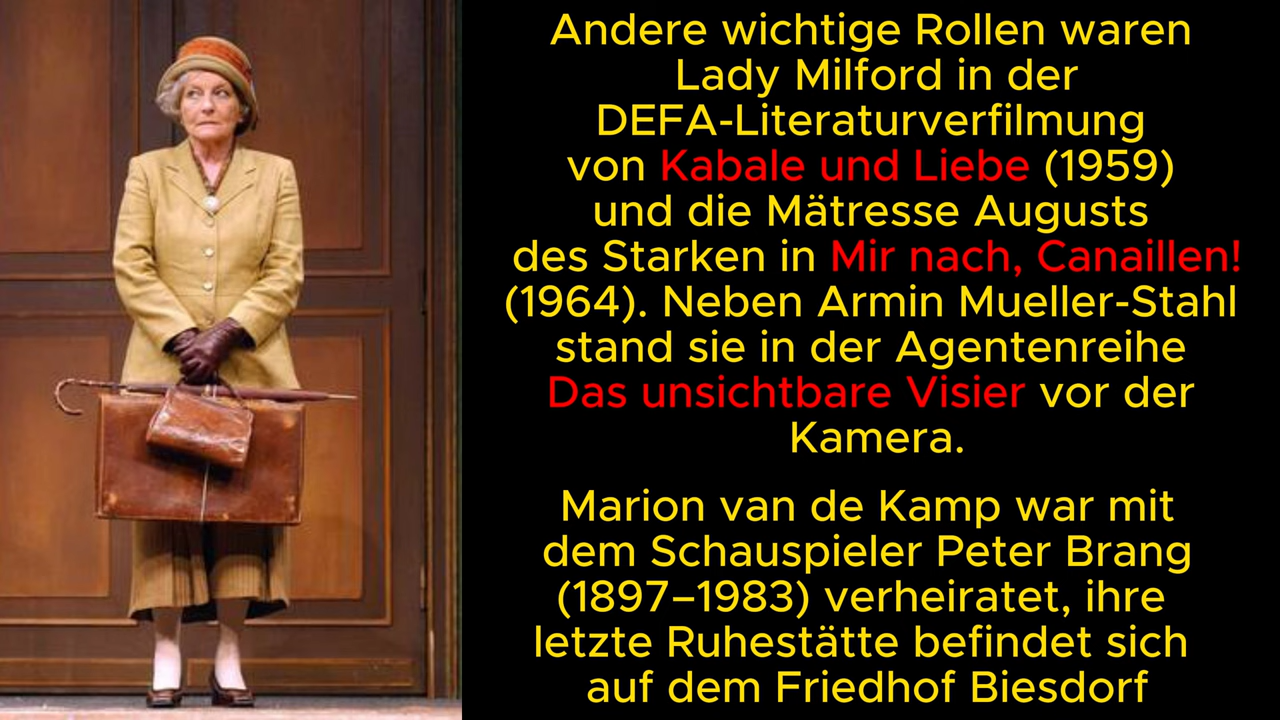 Andere wichtige Rollen waren
Lady Milford in der
DEFA-Literaturverfilmung
von Kabale und Liebe (1959)
und die Mätresse Augusts
des Starken in Mir nach, Canaillen!
(1964). Neben Armin Mueller-Stahl
stand sie in der Agentenreihe
Das unsichtbare Visier vor der
Kamera.
Marion van de Kamp war mit
dem Schauspieler Peter Brang
(1897–1983) verheiratet, ihre
letzte Ruhestätte befindet sich
auf dem Friedhof Biesdorf